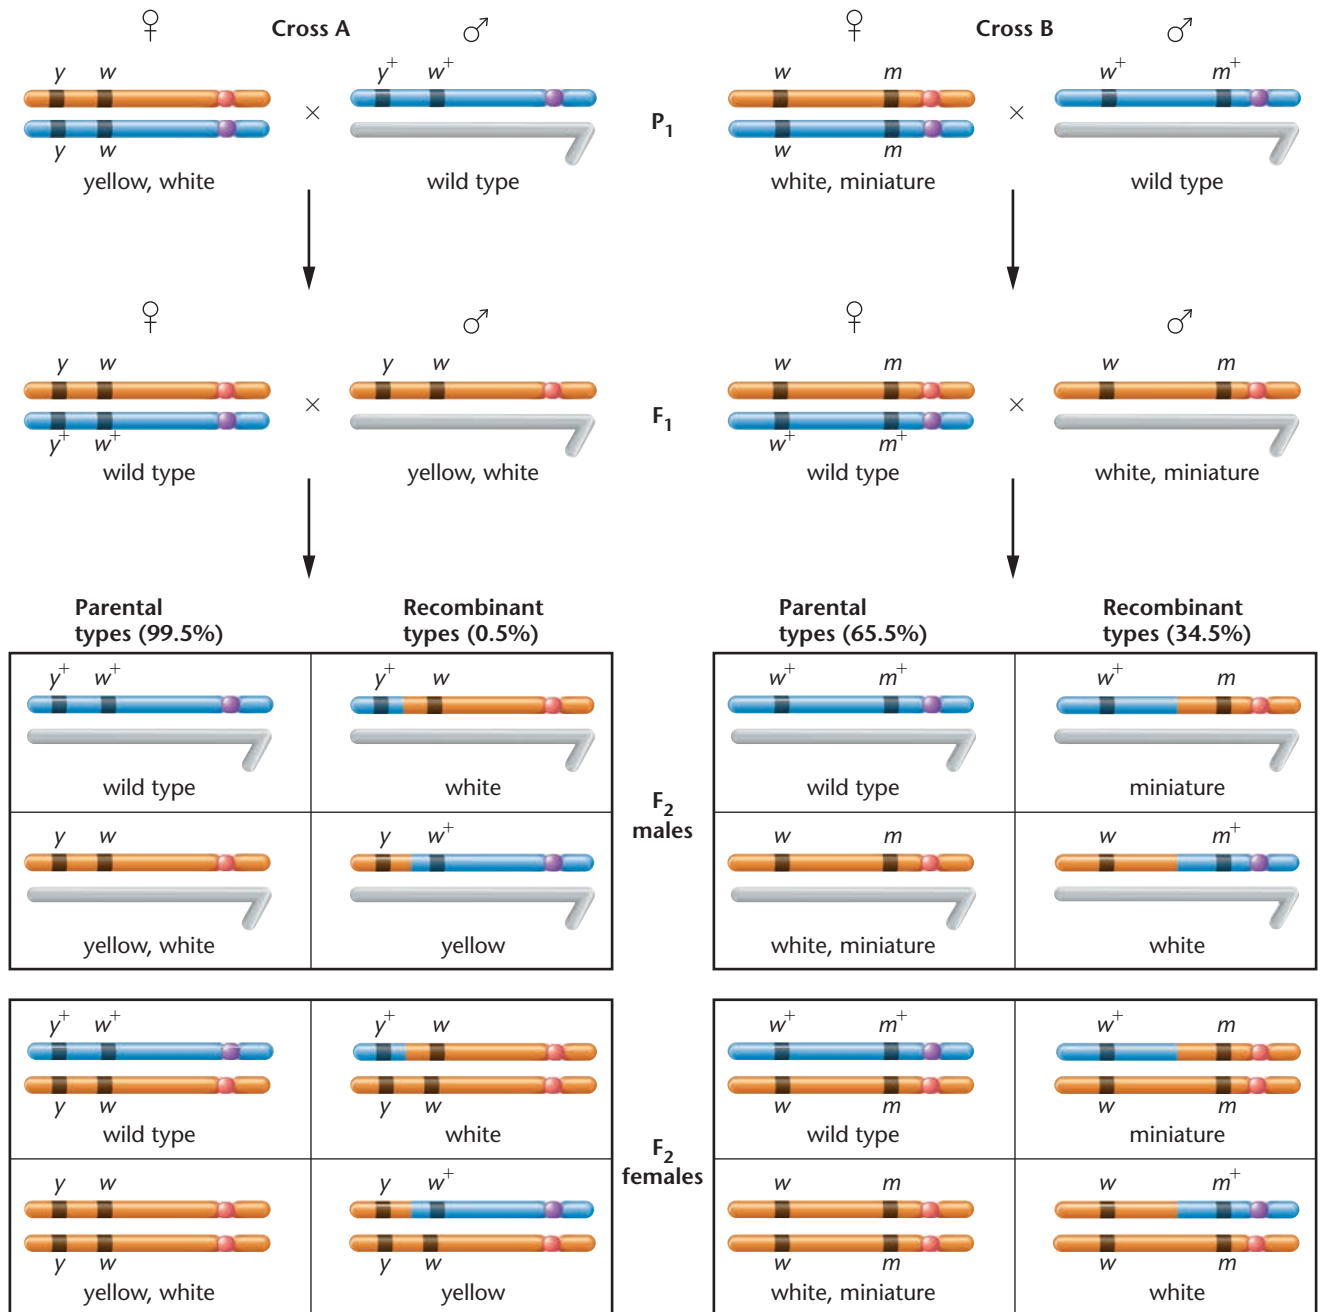 ♀ Cross A ♂
y w y+ w+
×
y w
yellow, white wild type
♀ Cross B ♂
w m w+ m+
×
w m
white, miniature wild type
P1
♀ ♂
y w y w
×
y+ w+
wild type yellow, white
♀ ♂
w m w m
×
w+ m+
wild type white, miniature
F1
Parental
types (99.5%)
Recombinant
types (0.5%)
Parental
types (65.5%)
Recombinant
types (34.5%)
y+ w+ y+ w
wild type white
y w y w+
yellow, white yellow
F2
males
w+ m+ w+ m
wild type miniature
w m w m+
white, miniature white
y+ w+ y+ w
y w y w
wild type white
y w y w+
y w y w
yellow, white yellow
F2
females
w+ m+ w+ m
w m w m
wild type miniature
w m w m+
w m w m
white, miniature white